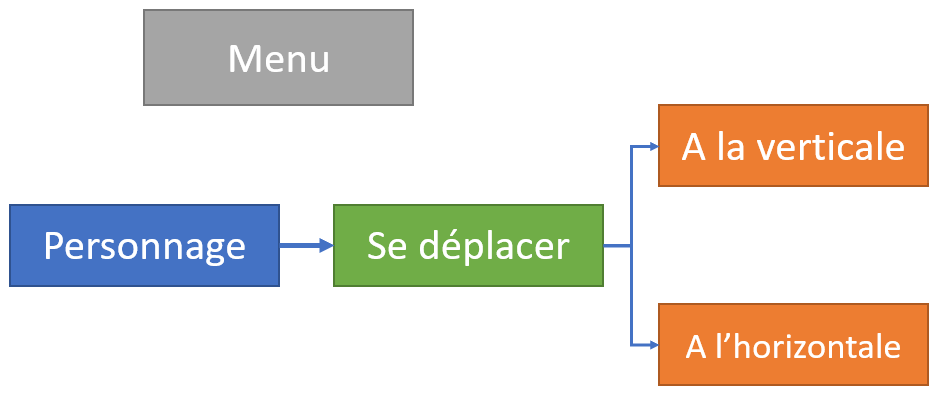 Menu
Personnage
Se déplacer
A la verticale
A l’horizontale